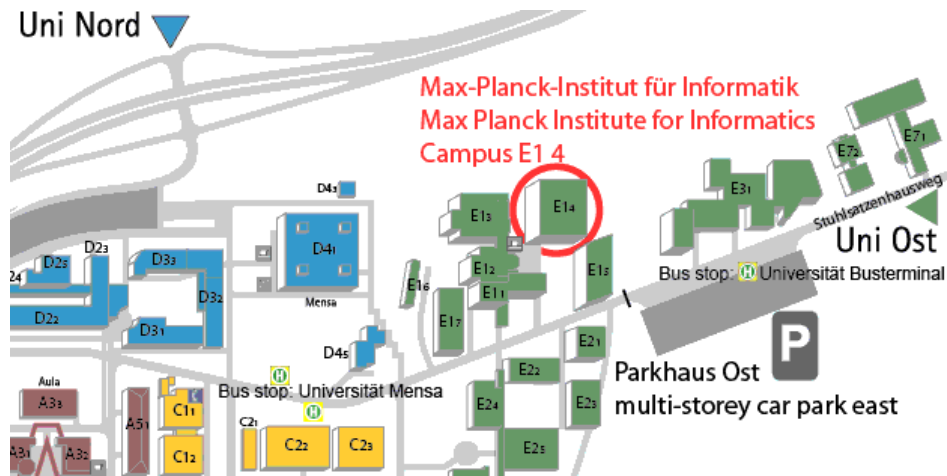 Uni Nord
Max-Planck-Institut für Informatik
Max Planck Institute for Informatics
Campus E1 4
E71
E72
E31
Stuhlsatzenhausweg
Uni Ost
Bus stop: H Universität Busterminal
D43
D41
Mensa
E13
E14
E12
E11
E15
E16
E17
D23
D25
24
D22
D33
D32
D31
D45
Bus stop: Universität Mensa
H
H
E21
E22
E23
E24
E25
P
Parkhaus Ost
multi-storey car park east
Aula
A33
A31
A32
A51
C11
C12
C21
C22
C23